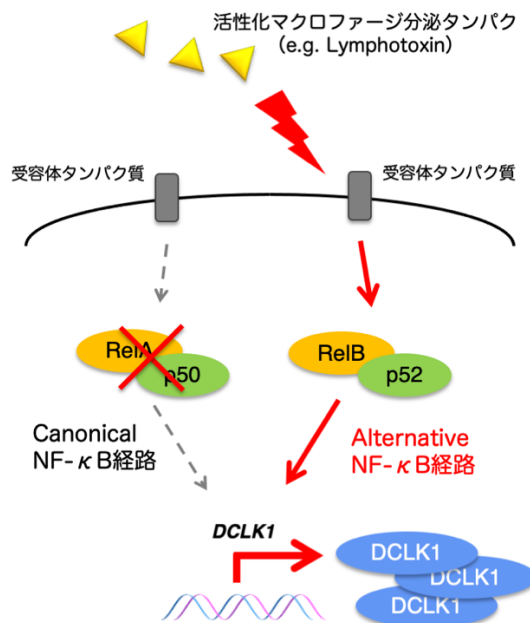 活性化マクロファージ分泌タンパク
(e.g. Lymphotoxin)
受容体タンパク質
受容体タンパク質
RelA
p50
RelB
p52
Canonical
NF-κB経路
Alternative
NF-κB経路
DCLK1
DCLK1
DCLK1
DCLK1